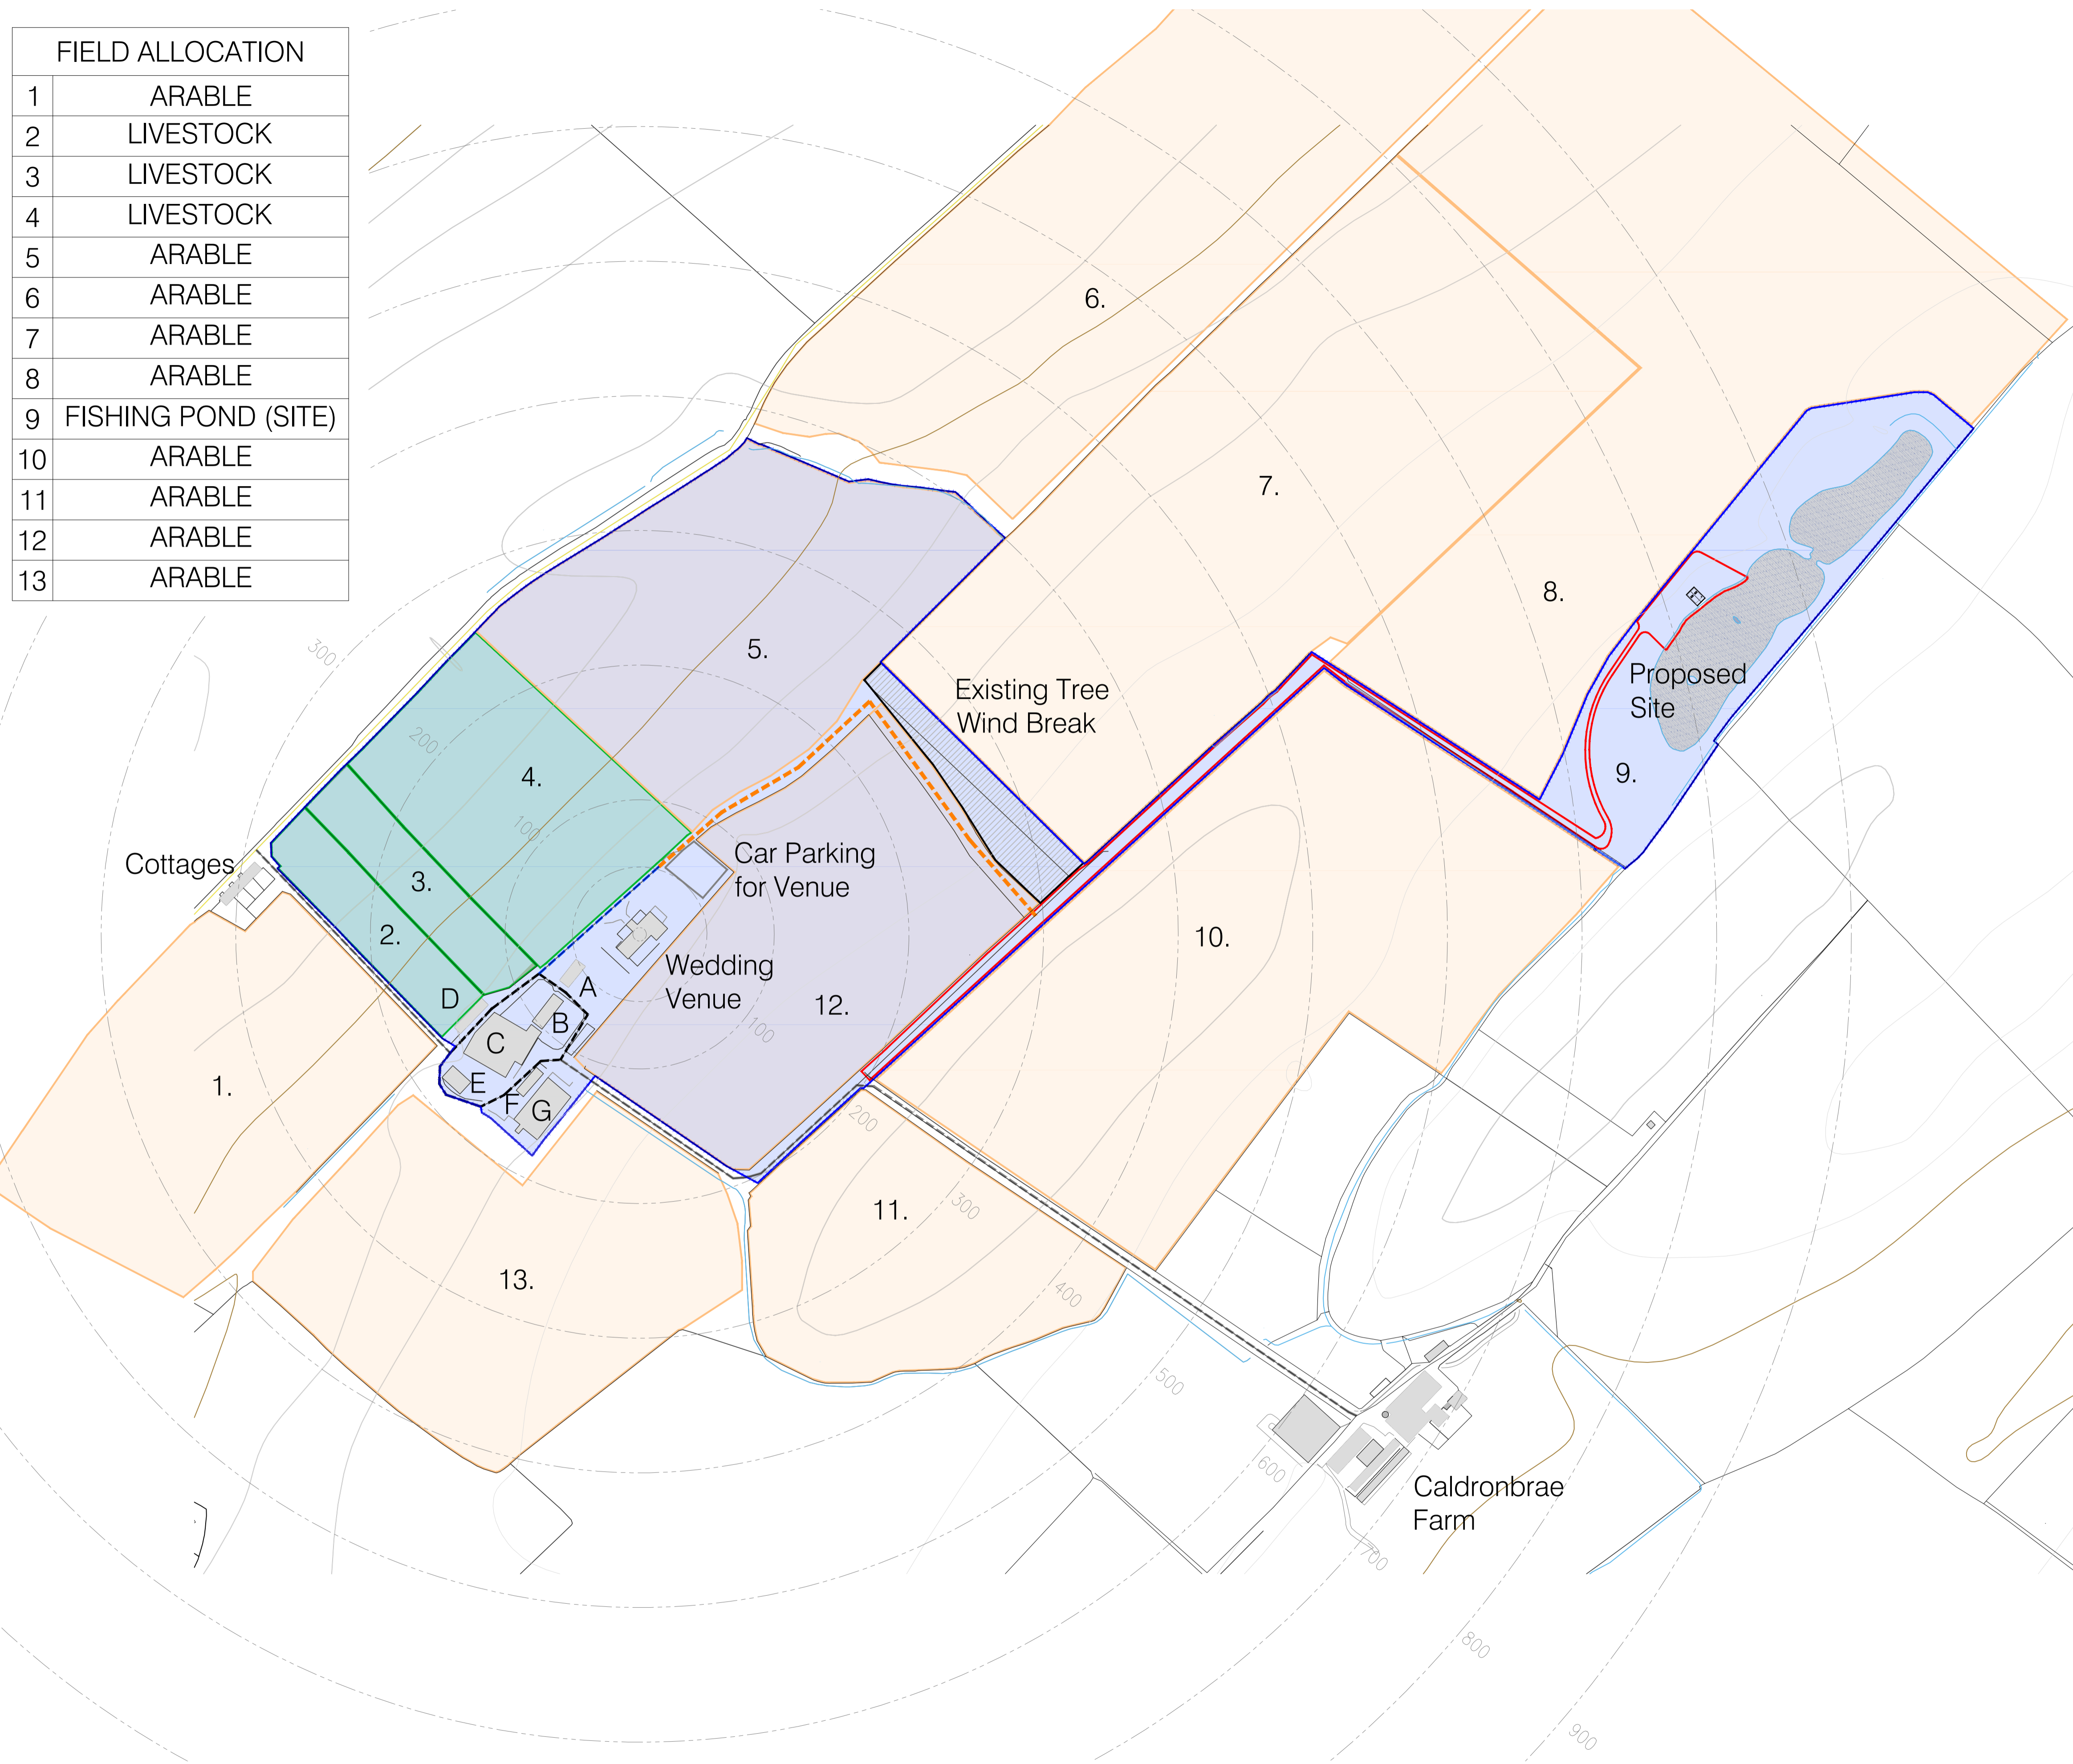 FIELD ALLOCATION
1 ARABLE
2 LIVESTOCK
3 LIVESTOCK
4 LIVESTOCK
5 ARABLE
6 ARABLE
7 ARABLE
8 ARABLE
9 FISHING POND (SITE)
10 ARABLE
11 ARABLE
12 ARABLE
13 ARABLE
6.
7.
8.
5.
300
Proposed
Site
Existing Tree
Wind Break
200
4.
9.
100
Car Parking
for Venue
Cottages
3.
2.
10.
Wedding
Venue
A
D
12.
B
100
C
1.
E
F
G
200
300
11.
13.
400
500
600
Caldronbrae
Farm
700
800
900